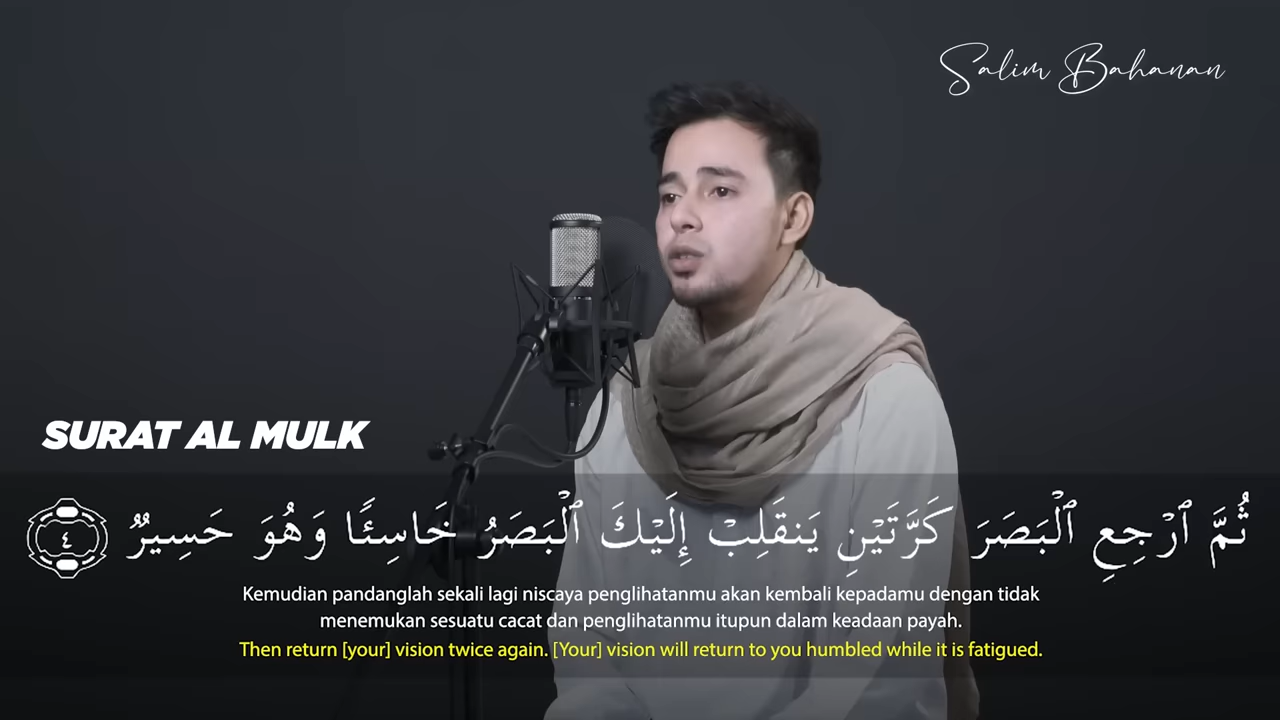 Salim Bahanan
SURAT AL MULK
ثُمَّ ٱرْجِعِ ٱلْبَصَرَ كَرَّتَيْنِ يَنقَلِبْ إِلَيْكَ ٱلْبَصَرُ خَاسِئًا وَهُوَ حَسِيرٌ ٤
Kemudian pandanglah sekali lagi niscaya penglihatanmu akan kembali kepadamu dengan tidak
menemukan sesuatu cacat dan penglihatanmu itupun dalam keadaan payah.
Then return [your] vision twice again. [Your] vision will return to you humbled while it is fatigued.